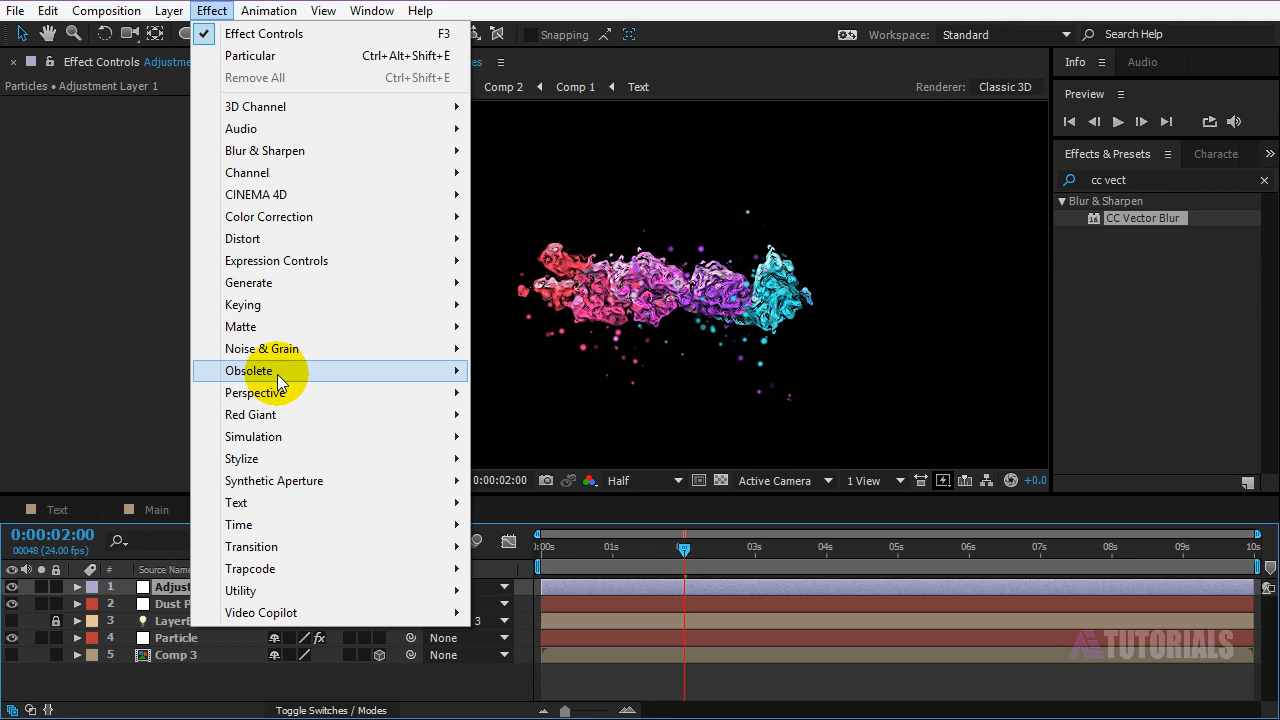 File Edit Composition Layer Effect Animation View Window Help
Snapping
Workspace: Standard
Search Help
Effect Controls Adjustme
Particles • Adjustment Layer 1
Effect Controls F3
Particular Ctrl+Alt+Shift+E
Remove All Ctrl+Shift+E
3D Channel
Audio
Blur & Sharpen
Channel
CINEMA 4D
Color Correction
Distort
Expression Controls
Generate
Keying
Matte
Noise & Grain
Obsolete
Perspective
Red Giant
Simulation
Stylize
Synthetic Aperture
Text
Time
Transition
Trapcode
Utility
Video Copilot
es
Comp 2 Comp 1 Text
Renderer: Classic 3D
Info Audio
Preview
Effects & Presets Characte
cc vect
Blur & Sharpen
CC Vector Blur
0:00:02:00 Half Active Camera 1 View +0.0
Text Main
0:00:02:00
00048 (24.00 fps)
:00s 01s 03s 04s 05s 06s 07s 08s 09s 10s
# Source Name
1 Adjust
2 Dust P
3 LayerE 3
4 Particle fx None
5 Comp 3 None
AE TUTORIALS
Toggle Switches / Modes